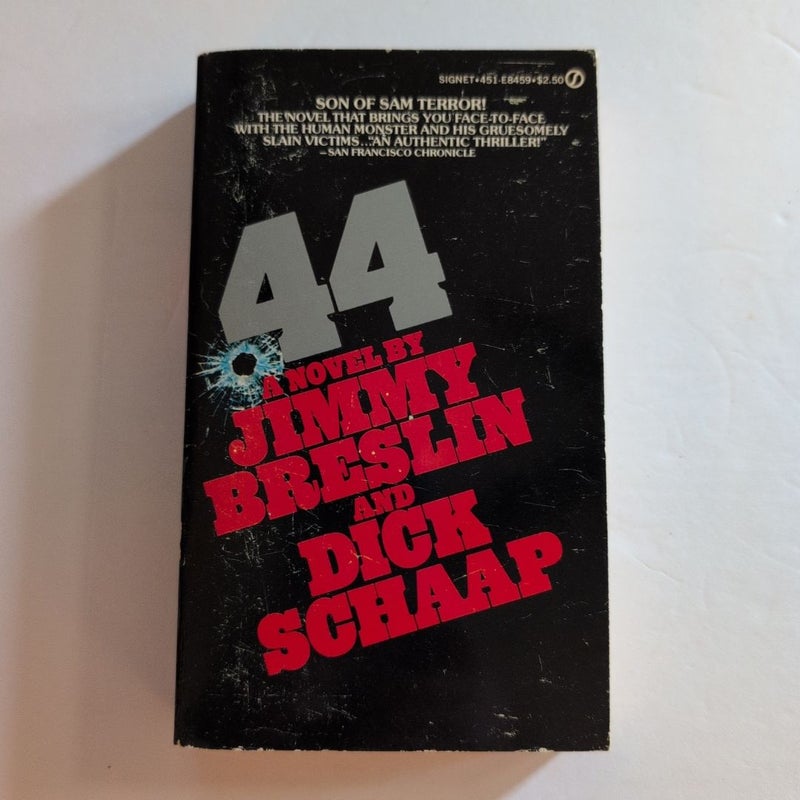 SIGNET•451-E8459•$2.50
SON OF SAM TERROR!
THE NOVEL THAT BRINGS YOU FACE-TO-FACE
WITH THE HUMAN MONSTER AND HIS GRUESOMELY
SLAIN VICTIMS..."AN AUTHENTIC THRILLER!"
—SAN FRANCISCO CHRONICLE
44
A NOVEL BY
JIMMY
BRESLIN
AND
DICK
SCHAAP